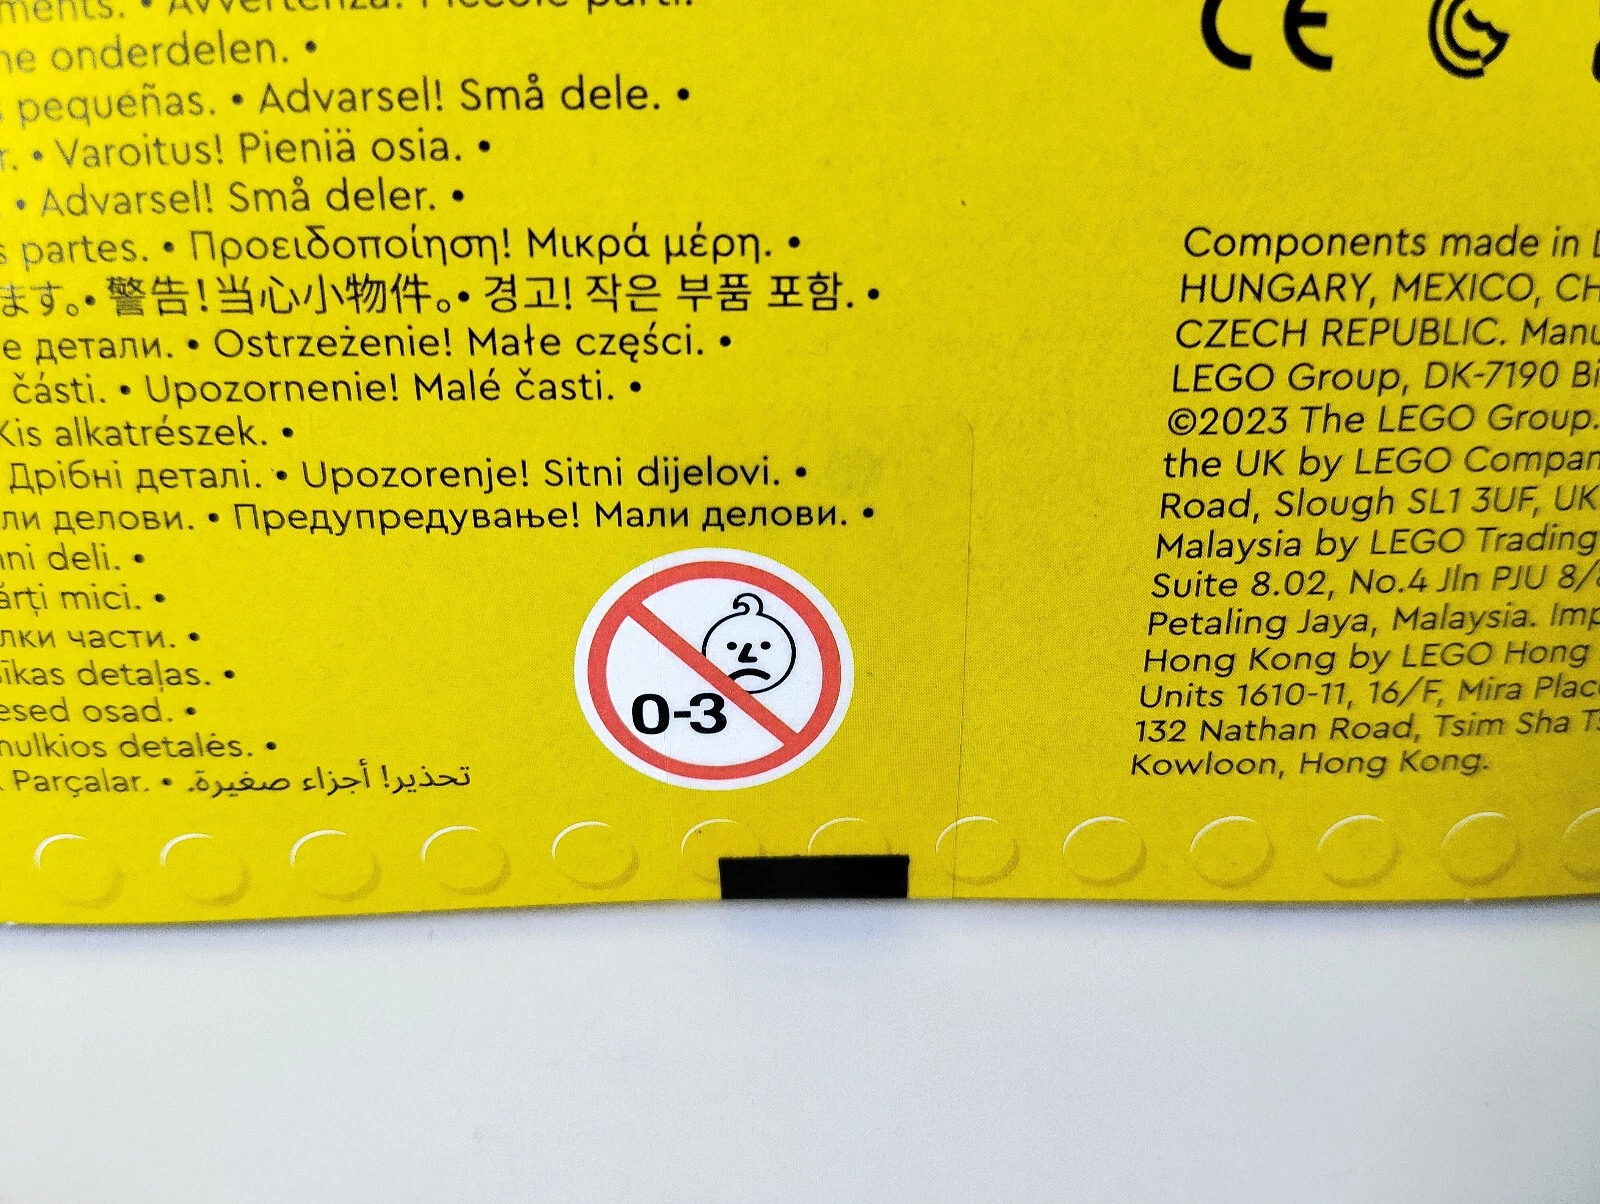 • Avvertenza! Piccole parti.
onderdelen. •
pequeñas. • Advarsel! Små dele. •
• Varoitus! Pieniä osia. •
• Advarsel! Små deler. •
partes. • Προειδοποίηση! Μικρά μέρη. •
ます。• 警告!当心小物件。• 경고! 작은 부품 포함. •
детали. • Ostrzeżenie! Małe części. •
části. • Upozornenie! Malé časti. •
Kis alkatrészek. •
Дрібні деталі. • Upozorenje! Sitni dijelovi. •
делови. • Предупредување! Мали делови. •
deli. •
mici. •
части. •
detaļas. •
osad. •
detalės. •
Parçalar. • تحذير! أجزاء صغيرة.
0-3
CE
Components made in
HUNGARY, MEXICO,
CZECH REPUBLIC.
LEGO Group, DK-7190
©2023 The LEGO Group.
the UK by LEGO
Road, Slough SL1 3UF, UK
Malaysia by LEGO Trading
Suite 8.02, No.4 Jln PJU
Petaling Jaya, Malaysia.
Hong Kong by LEGO Hong
Units 1610-11, 16/F, Mira
132 Nathan Road, Tsim Sha
Kowloon, Hong Kong.